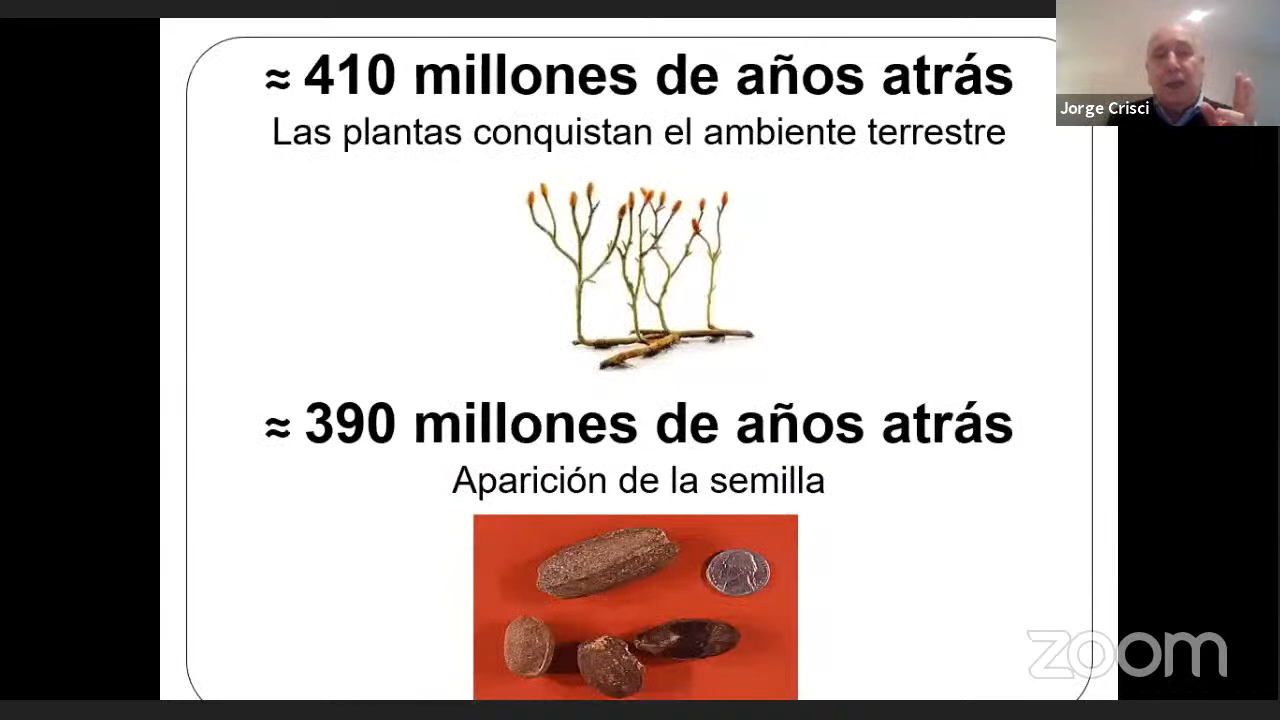 ≈ 410 millones de años atrás
Las plantas conquistan el ambiente terrestre
Jorge Crisci
≈ 390 millones de años atrás
Aparición de la semilla
zoom